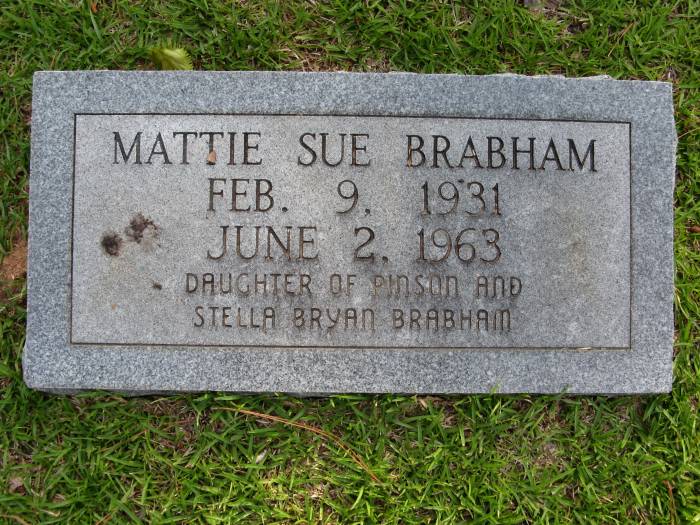 MATTIE SUE BRABHAM
FEB. 9, 1931
JUNE 2, 1963
DAUGHTER OF PINSON AND
STELLA BRYAN BRABHAM